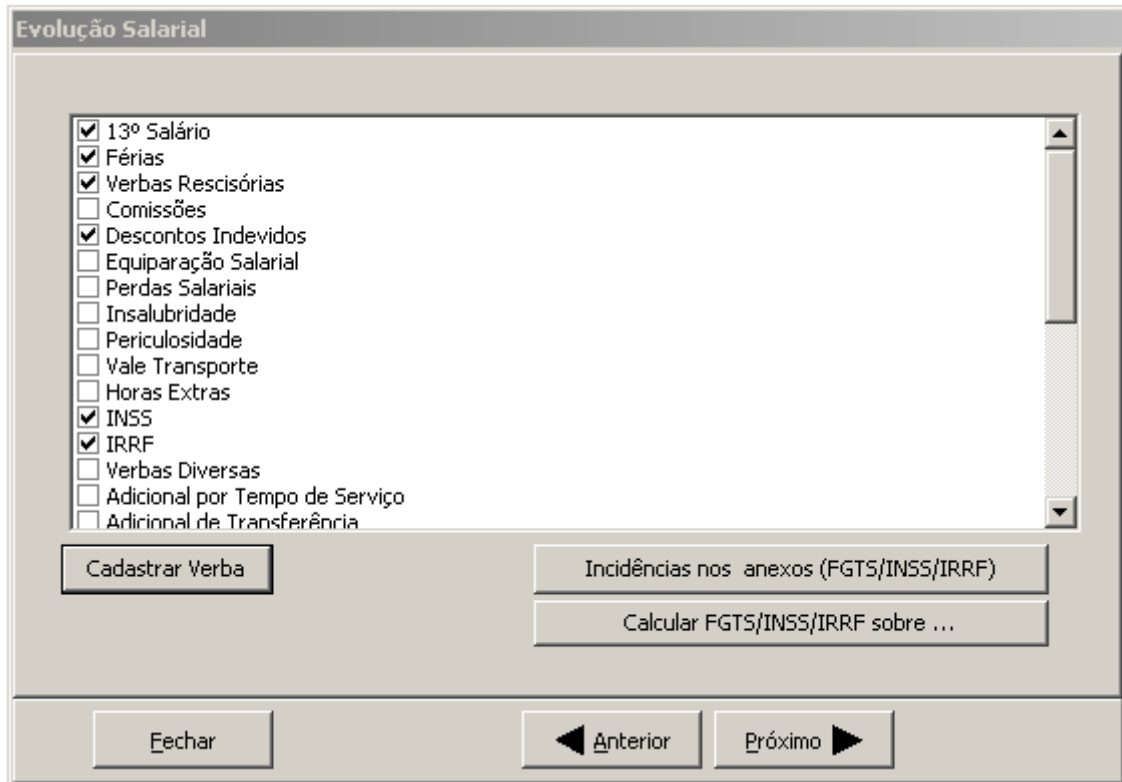 Evolução Salarial
13º Salário
Férias
Verbas Rescisórias
Comissões
Descontos Indevidos
Equiparação Salarial
Perdas Salariais
Insalubridade
Periculosidade
Vale Transporte
Horas Extras
INSS
IRRF
Verbas Diversas
Adicional por Tempo de Serviço
Adicional de Transferência
Cadastrar Verba
Incidências nos anexos (FGTS/INSS/IRRF)
Calcular FGTS/INSS/IRRF sobre ...
Fechar
Anterior
Próximo